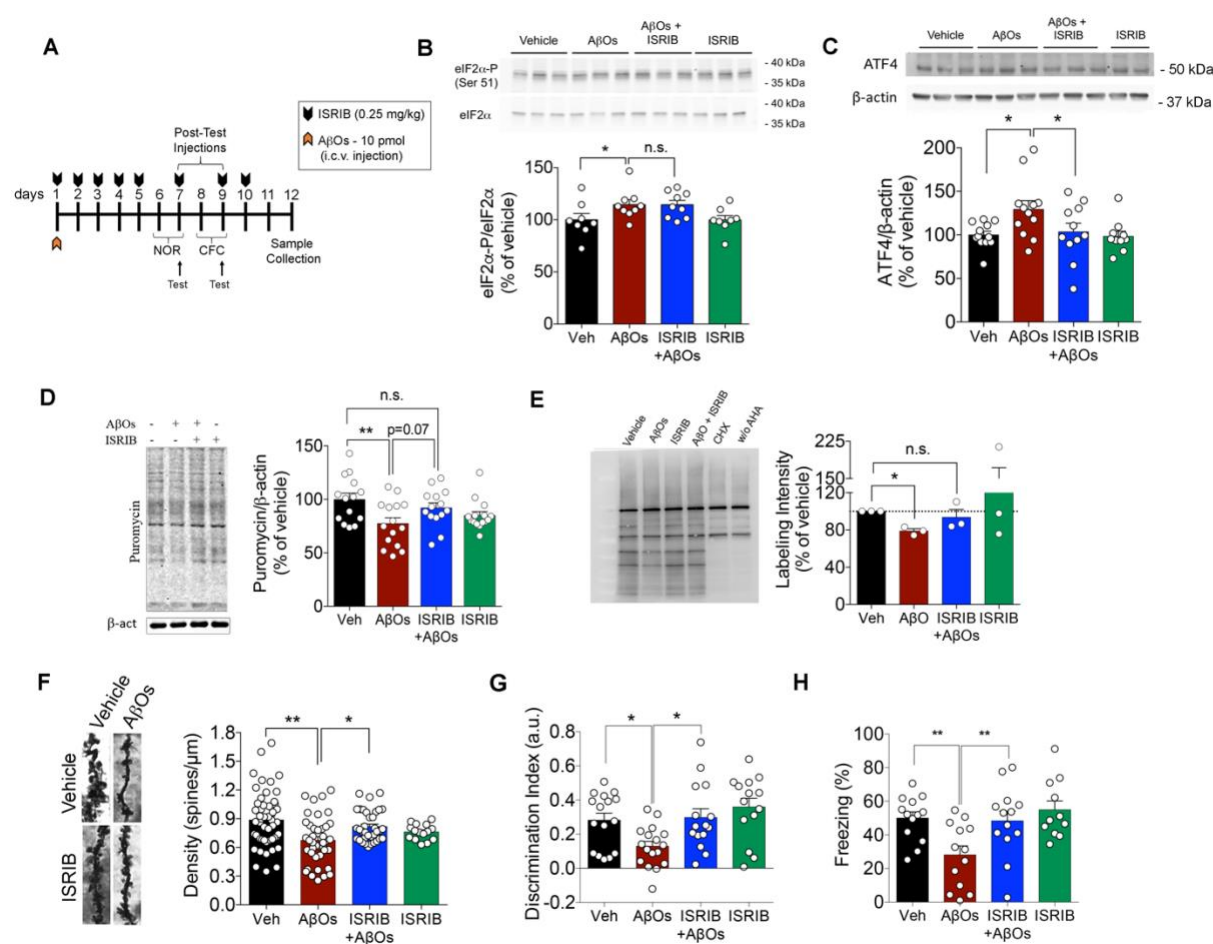 A
ISRIB (0.25 mg/kg)
AβOs - 10 pmol
(i.c.v. injection)
Post-Test
Injections
days 1 2 3 4 5 6 7 8 9 10 11 12
NOR CFC Sample
Collection
Test Test
B
Vehicle AβOs AβOs +
ISRIB ISRIB
eIF2α-P
(Ser 51)
- 40 kDa
- 35 kDa
eIF2α
- 40 kDa
- 35 kDa
* n.s.
eIF2α-P/eIF2α
(% of vehicle)
150
100
50
0
Veh AβOs ISRIB
+AβOs ISRIB
C
Vehicle AβOs AβOs +
ISRIB ISRIB
ATF4 - 50 kDa
β-actin - 37 kDa
* *
ATF4/β-actin
(% of vehicle)
200
150
100
50
0
Veh AβOs ISRIB
+AβOs ISRIB
D
AβOs - + + -
ISRIB - - + +
Puromycin
β-act
n.s.
** p=0.07
Puromycin/β-actin
(% of vehicle)
150
100
50
0
Veh AβOs ISRIB
+AβOs ISRIB
E
Vehicle AβOs ISRIB AβO + ISRIB CHX w/o AHA
n.s.
*
Labeling Intensity
(% of vehicle)
225
150
120
80
40
0
Veh AβO ISRIB
+AβOs ISRIB
F
Vehicle AβOs
Vehicle
ISRIB
** *
Density (spines/μm)
1.8
1.5
1.2
0.9
0.6
0.3
0.0
Veh AβOs ISRIB
+AβOs ISRIB
G
* *
Discrimination Index (a.u.)
0.8
0.6
0.4
0.2
0.0
-0.2
Veh AβOs ISRIB
+AβOs ISRIB
H
** **
Freezing (%)
100
80
60
40
20
0
Veh AβOs ISRIB
+AβOs ISRIB